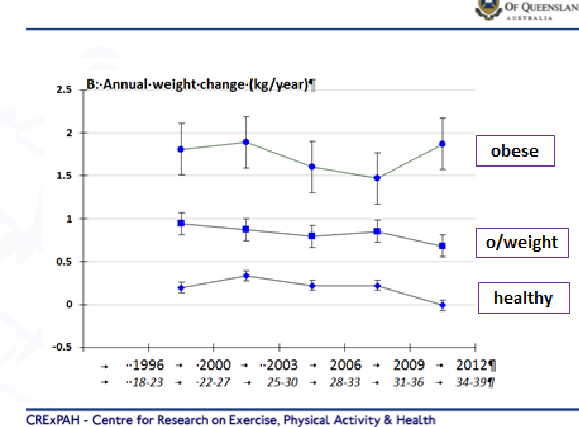 OF QUEENSLAND
AUSTRALIA
B:·Annual·weight·change·(kg/year)¶
2.5
2
1.5
1
0.5
0
-0.5
obese
o/weight
healthy
→ ··1996 → ·2000 → ··2003 → 2006 → 2009 → 2012¶
→ ··18-23 → ·22-27 → 25-30 → 28-33 → 31-36 → 34-39¶
CRExPAH - Centre for Research on Exercise, Physical Activity & Health